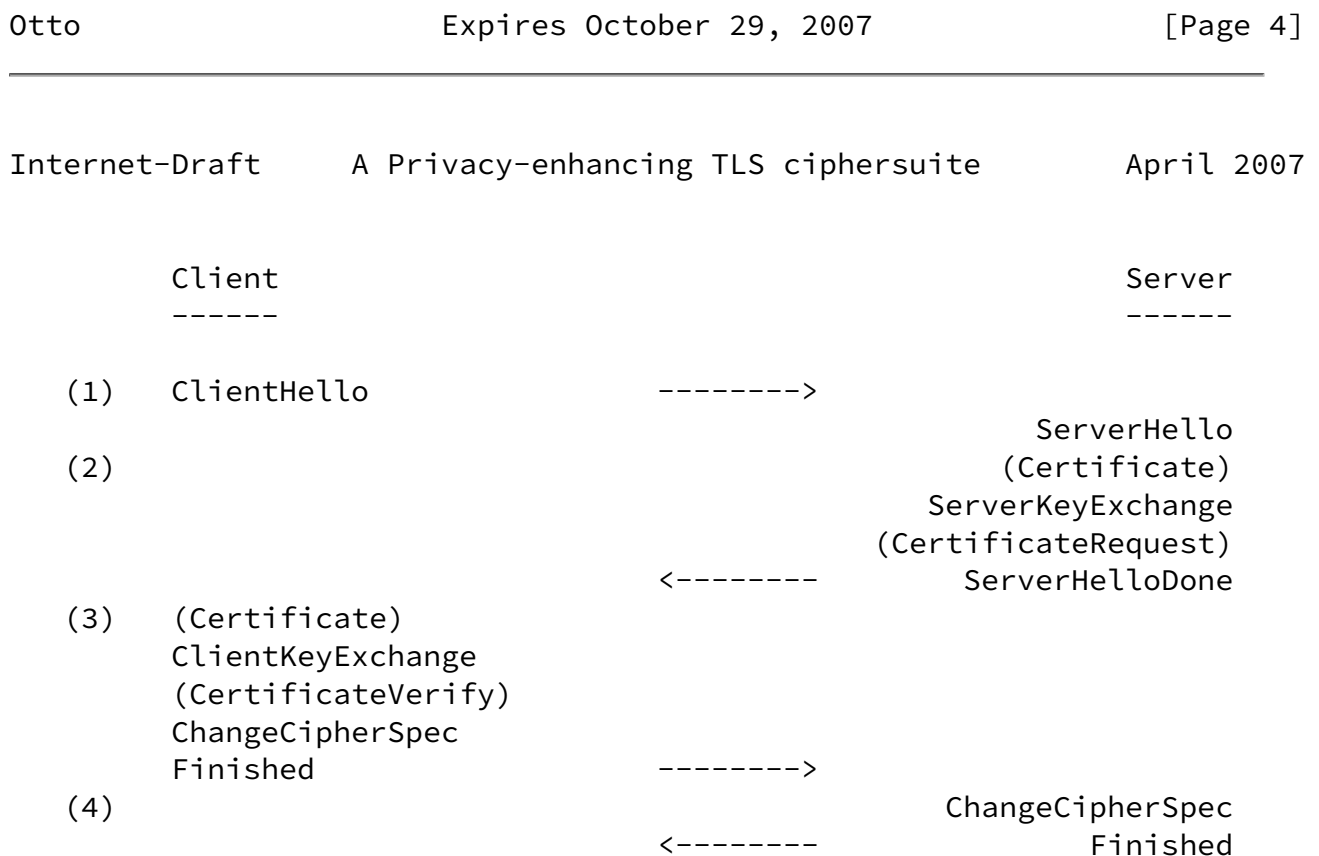 Otto                    Expires October 29, 2007                [Page 4]
Internet-Draft     A Privacy-enhancing TLS ciphersuite        April 2007
Client                                               Server
------                                               ------
(1)   ClientHello                -------->
ServerHello
(2)                                                 (Certificate)
ServerKeyExchange
(CertificateRequest)
<--------        ServerHelloDone
(3)   (Certificate)
ClientKeyExchange
(CertificateVerify)
ChangeCipherSpec
Finished                   -------->
(4)                                              ChangeCipherSpec
<--------               Finished